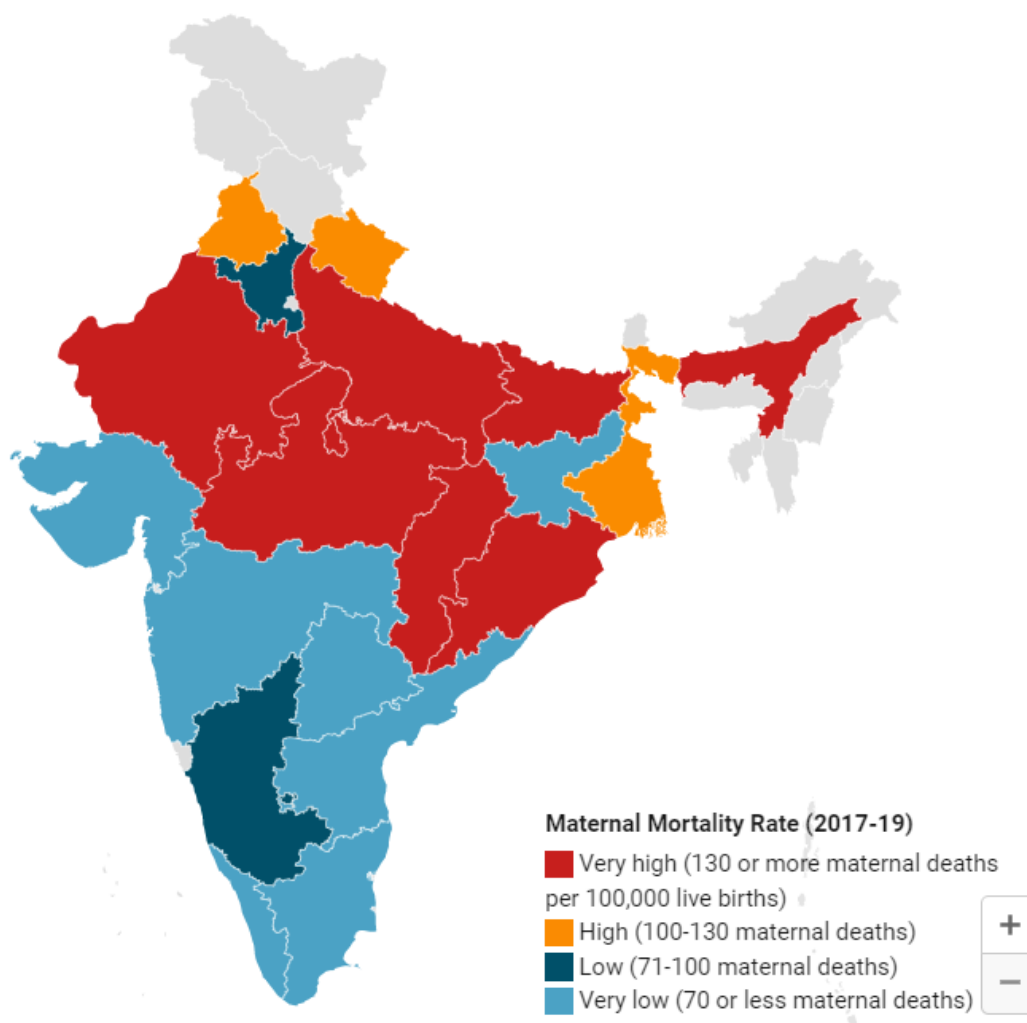 Maternal Mortality Rate (2017-19)
Very high (130 or more maternal deaths
per 100,000 live births)
High (100-130 maternal deaths)
Low (71-100 maternal deaths)
Very low (70 or less maternal deaths)
+
−